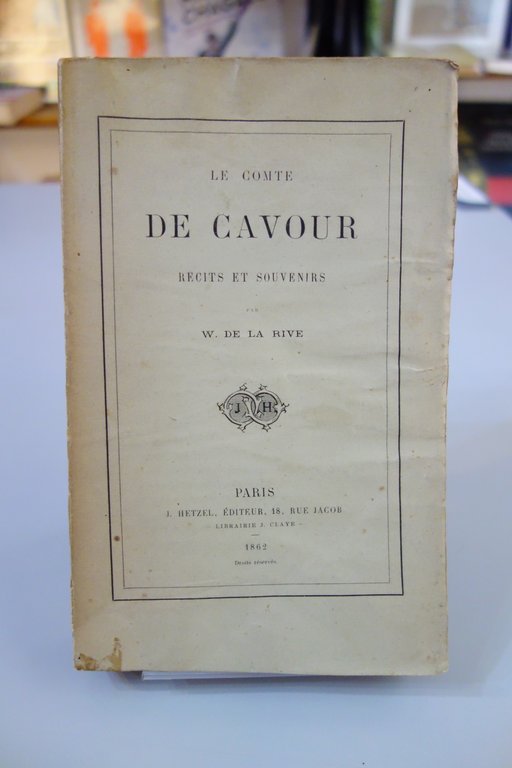 LE COMTE
DE CAVOUR
RÉCITS ET SOUVENIRS
PAR
W. DE LA RIVE
J H
PARIS
J. HETZEL, ÉDITEUR, 18, RUE JACOB
— LIBRAIRIE J. CLAYE —
1862
Droits réservés